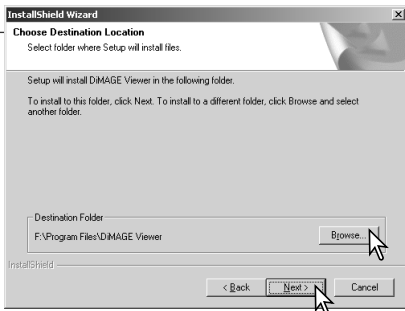 InstallShield Wizard
Choose Destination Location
Select folder where Setup will install files.
Setup will install DiMAGE Viewer in the following folder.
To install to this folder, click Next. To install to a different folder, click Browse and select
another folder.
Destination Folder
F:\Program Files\DiMAGE Viewer
Browse...
InstallShield
< Back
Next >
Cancel